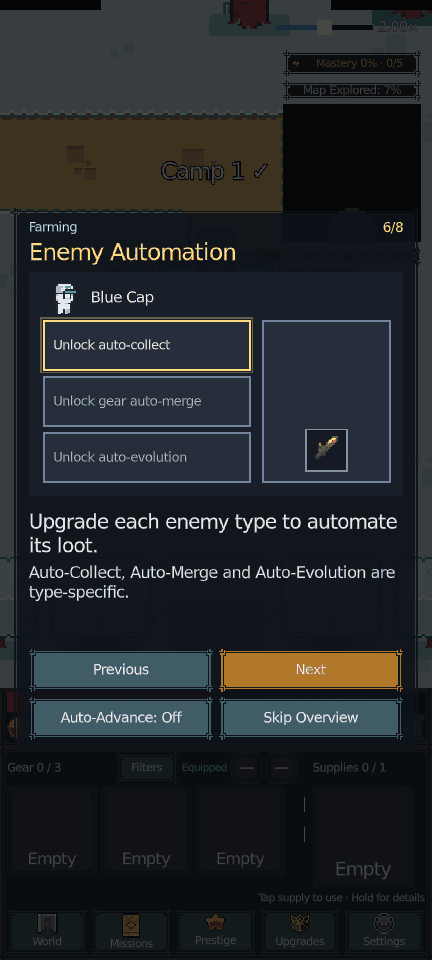 2.00x
Mastery 0% · 0/5
Map Explored: 7%
Camp 1 ✓
Farming
6/8
Enemy Automation
Blue Cap
Unlock auto-collect
Unlock gear auto-merge
Unlock auto-evolution
Upgrade each enemy type to automate
its loot.
Auto-Collect, Auto-Merge and Auto-Evolution are
type-specific.
Previous
Next
Auto-Advance: Off
Skip Overview
Gear 0 / 3
Filters
Equipped
—
—
Supplies 0 / 1
Empty
Empty
Empty
Empty
Tap supply to use · Hold for details
World
Missions
Prestige
Upgrades
Settings